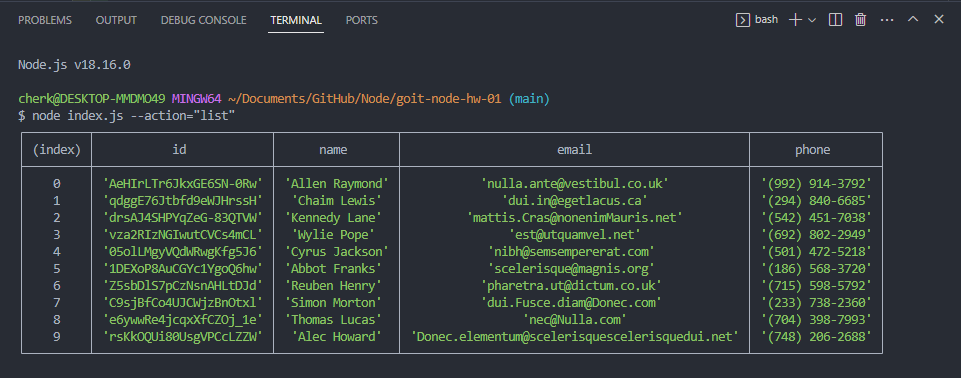 PROBLEMS OUTPUT DEBUG CONSOLE TERMINAL PORTS bash
Node.js v18.16.0
cherk@DESKTOP-MMDMO49 MINGW64 ~/Documents/GitHub/Node/goit-node-hw-01 (main)
$ node index.js --action="list"
(index) id name email phone
0 'AeHIrLTr6JkxGE6SN-0Rw' 'Allen Raymond' 'nulla.ante@vestibul.co.uk' '(992) 914-3792'
1 'qdggE76Jtbfd9eWJHrssH' 'Chaim Lewis' 'dui.in@egetlacus.ca' '(294) 840-6685'
2 'drsAJ4SHPYqZeG-83QTVW' 'Kennedy Lane' 'mattis.Cras@nonenimMauris.net' '(542) 451-7038'
3 'vza2RIzNGIwutCVCs4mCL' 'Wylie Pope' 'est@utquamvel.net' '(692) 802-2949'
4 '05olLMgyVQdWRwgKfg5J6' 'Cyrus Jackson' 'nibh@semsempererat.com' '(501) 472-5218'
5 '1DEXoP8AuCGYc1YgoQ6hw' 'Abbot Franks' 'scelerisque@magnis.org' '(186) 568-3720'
6 'Z5sbDlS7pCzNsnAHLtDJd' 'Reuben Henry' 'pharetra.ut@dictum.co.uk' '(715) 598-5792'
7 'C9sjBfCo4UJCWjzBnOtxl' 'Simon Morton' 'dui.Fusce.diam@Donec.com' '(233) 738-2360'
8 'e6ywwRe4jcqxXfCZOj_1e' 'Thomas Lucas' 'nec@Nulla.com' '(704) 398-7993'
9 'rsKkOQUi80UsgVPCcLZZW' 'Alec Howard' 'Donec.elementum@scelerisquescelerisquedui.net' '(748) 206-2688'